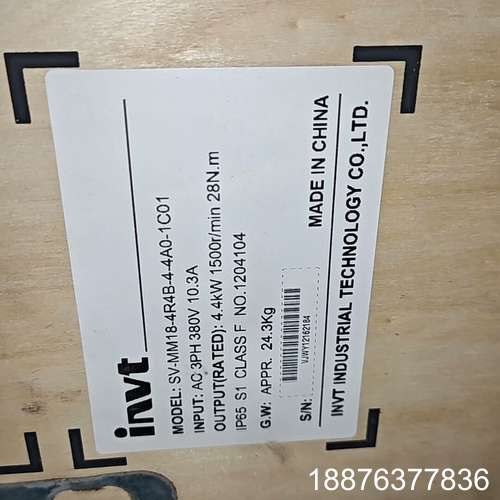 invt
MODEL: SV-MM18-4R4B-4-4A0-1C01
INPUT: AC 3PH 380V 10.3A
OUTPUT(RATED): 4.4kW 1500r/min 28N.m
IP65 S1 CLASS F NO.1204104
G.W: APPR. 24.3Kg
S/N:
VJWY12162184
MADE IN CHINA
INVT INDUSTRIAL TECHNOLOGY CO.,LTD.
18876377836